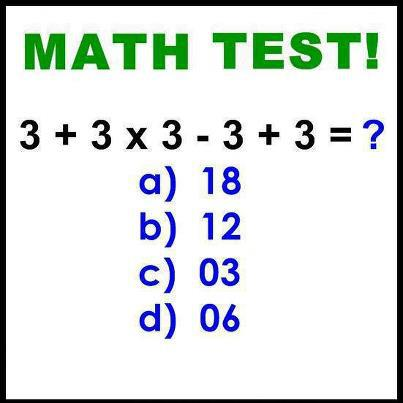 MATH TEST!
3 + 3 x 3 - 3 + 3 = ?
a) 18
b) 12
c) 03
d) 06